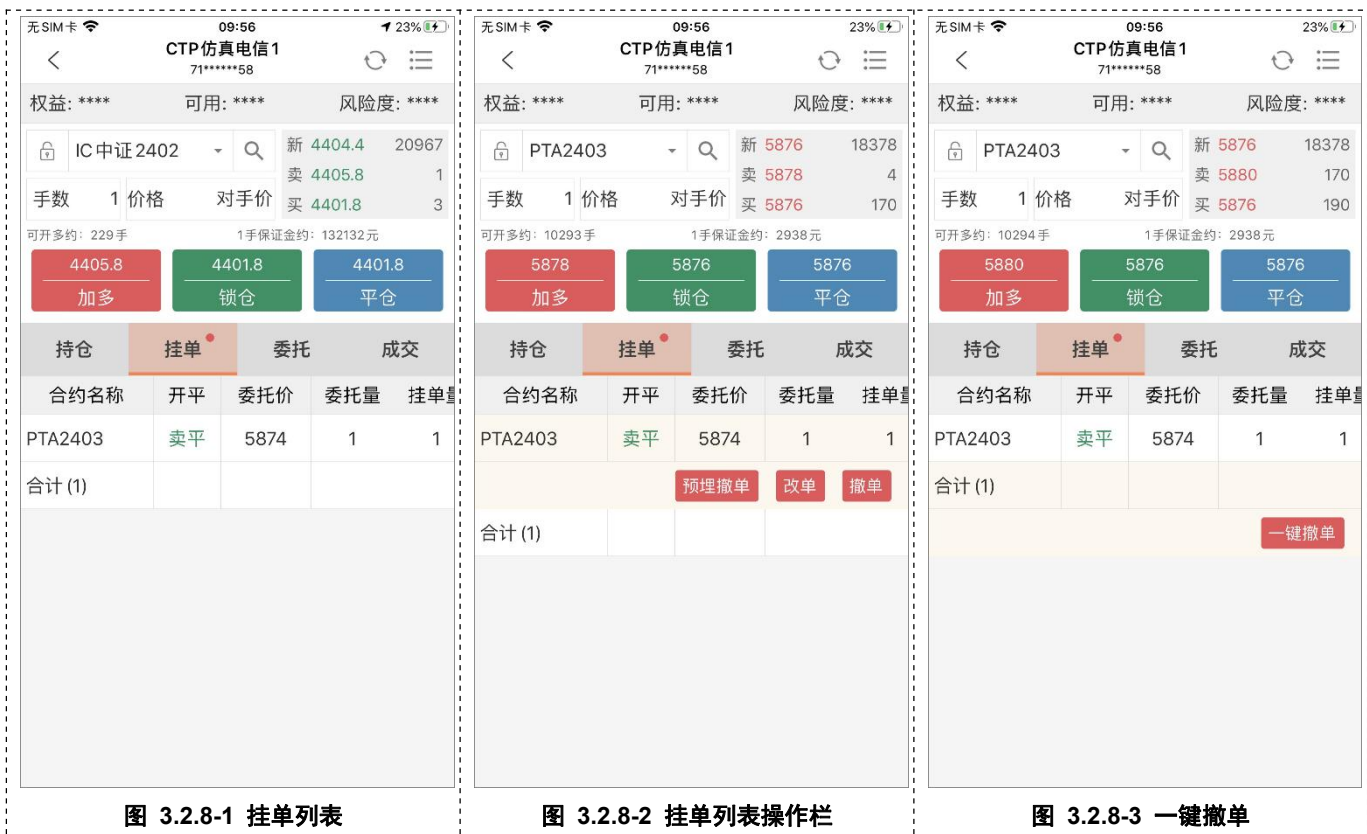 无SIM卡 09:56 23%
CTP仿真电信1
71******58
权益: **** 可用: **** 风险度: ****
IC中证2402 新 4404.4 20967
卖 4405.8 1
手数 1 价格 对手价 买 4401.8 3
可开多约: 229手 1手保证金约: 132132元
4405.8 4401.8 4401.8
加多 锁仓 平仓
持仓 挂单 委托 成交
合约名称 开平 委托价 委托量 挂单量
PTA2403 卖平 5874 1 1
合计(1)
图 3.2.8-1 挂单列表
无SIM卡 09:56 23%
CTP仿真电信1
71******58
权益: **** 可用: **** 风险度: ****
PTA2403 新 5876 18378
卖 5878 4
手数 1 价格 对手价 买 5876 170
可开多约: 10293手 1手保证金约: 2938元
5878 5876 5876
加多 锁仓 平仓
持仓 挂单 委托 成交
合约名称 开平 委托价 委托量 挂单量
PTA2403 卖平 5874 1 1
预埋撤单 改单 撤单
合计(1)
图 3.2.8-2 挂单列表操作栏
无SIM卡 09:56 23%
CTP仿真电信1
71******58
权益: **** 可用: **** 风险度: ****
PTA2403 新 5876 18378
卖 5880 170
手数 1 价格 对手价 买 5876 190
可开多约: 10294手 1手保证金约: 2938元
5880 5876 5876
加多 锁仓 平仓
持仓 挂单 委托 成交
合约名称 开平 委托价 委托量 挂单量
PTA2403 卖平 5874 1 1
合计(1)
一键撤单
图 3.2.8-3 一键撤单